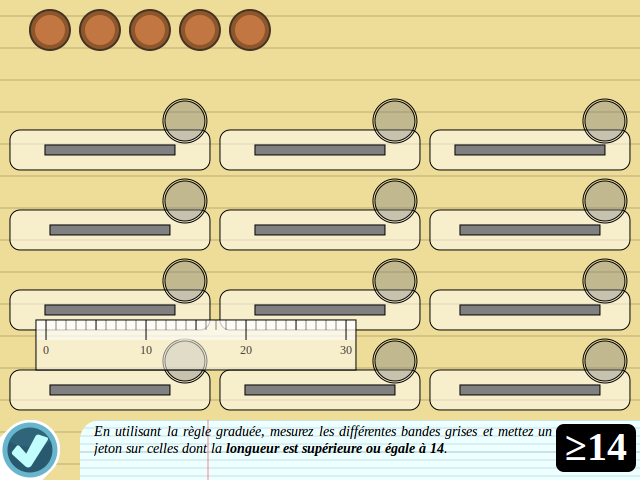 0 10 20 30
En utilisant la règle graduée, mesurez les différentes bandes grises et mettez un
jeton sur celles dont la longueur est supérieure ou égale à 14.
≥14